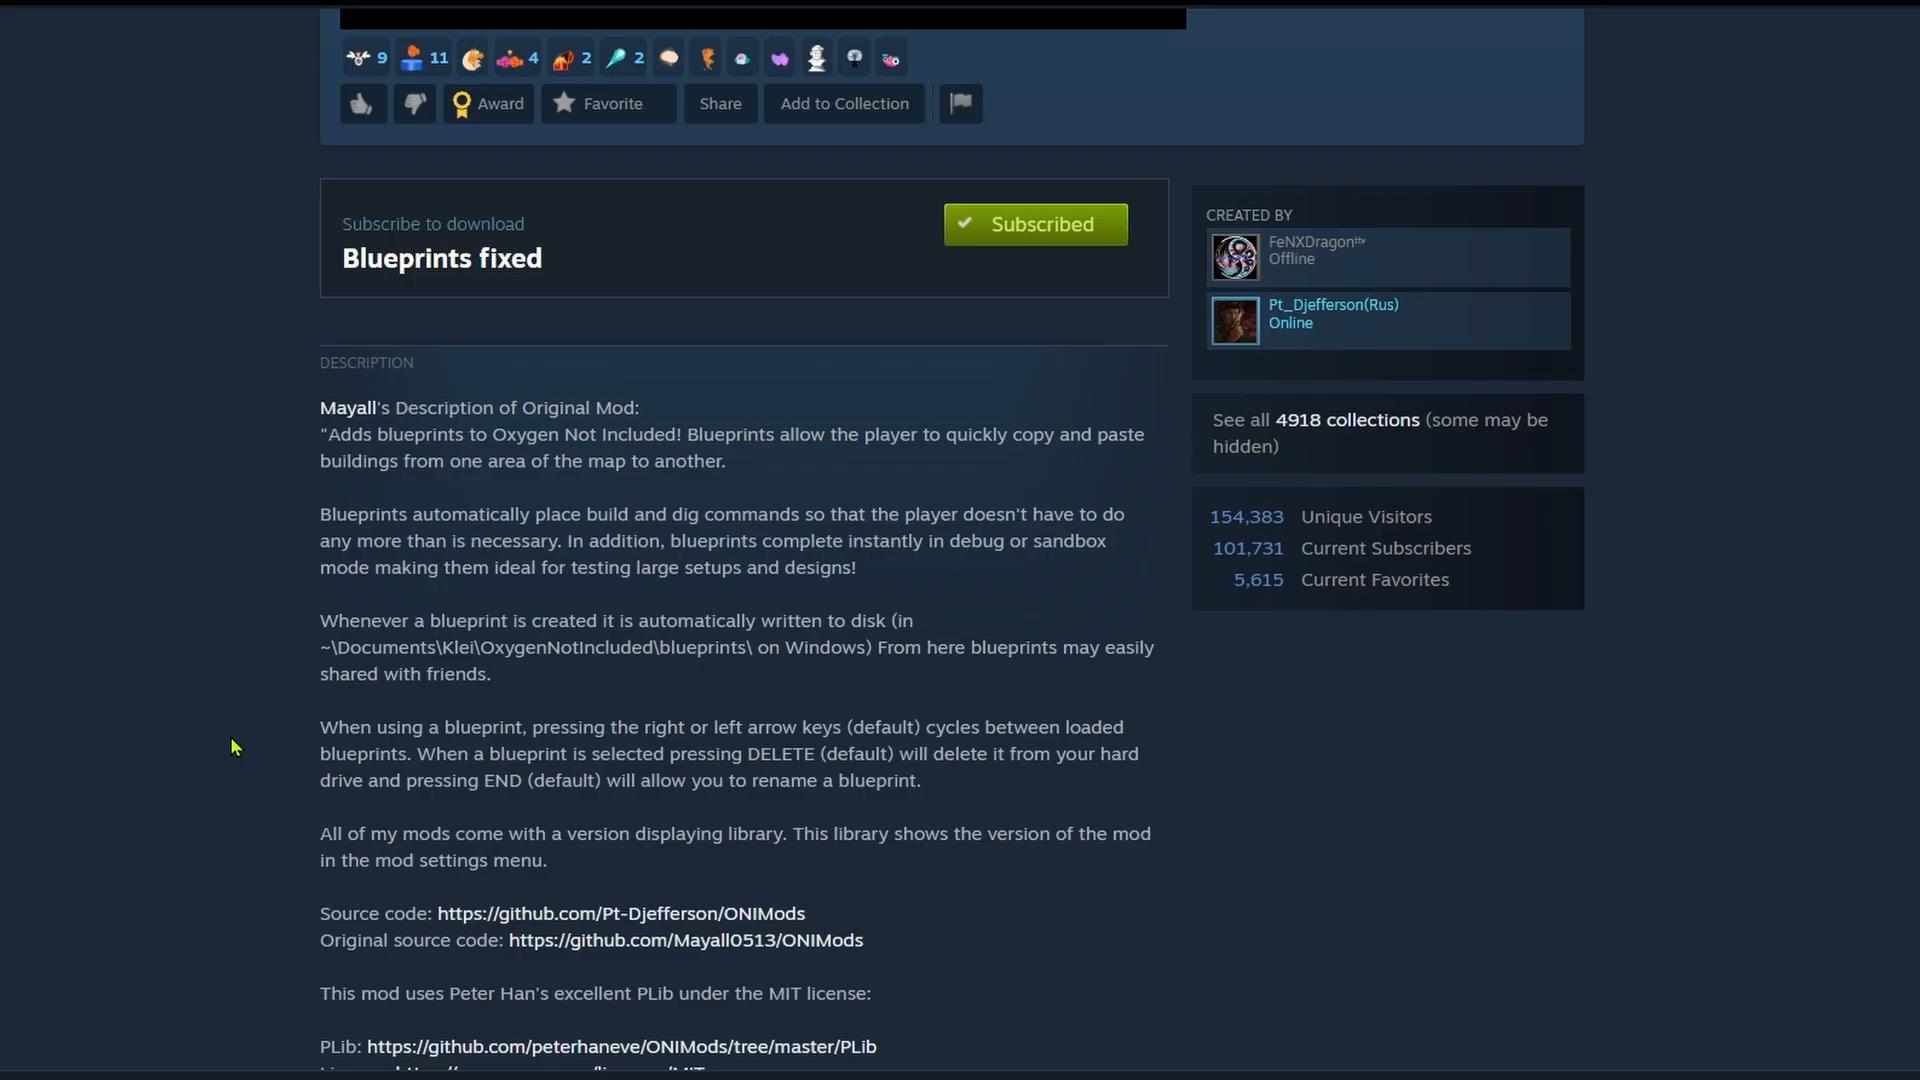 9 11 4 2 2
Award Favorite Share Add to Collection
Subscribe to download
Blueprints fixed
Subscribed
CREATED BY
FeNXDragonᵗᵗᵛ
Offline
Pt_Djefferson(Rus)
Online
See all 4918 collections (some may be
hidden)
154,383 Unique Visitors
101,731 Current Subscribers
5,615 Current Favorites
DESCRIPTION
Mayall's Description of Original Mod:
"Adds blueprints to Oxygen Not Included! Blueprints allow the player to quickly copy and paste
buildings from one area of the map to another.
Blueprints automatically place build and dig commands so that the player doesn't have to do
any more than is necessary. In addition, blueprints complete instantly in debug or sandbox
mode making them ideal for testing large setups and designs!
Whenever a blueprint is created it is automatically written to disk (in
~\Documents\Klei\OxygenNotIncluded\blueprints\ on Windows) From here blueprints may easily
shared with friends.
When using a blueprint, pressing the right or left arrow keys (default) cycles between loaded
blueprints. When a blueprint is selected pressing DELETE (default) will delete it from your hard
drive and pressing END (default) will allow you to rename a blueprint.
All of my mods come with a version displaying library. This library shows the version of the mod
in the mod settings menu.
Source code: https://github.com/Pt-Djefferson/ONIMods
Original source code: https://github.com/Mayall0513/ONIMods
This mod uses Peter Han's excellent PLib under the MIT license:
PLib: https://github.com/peterhaneve/ONIMods/tree/master/PLib